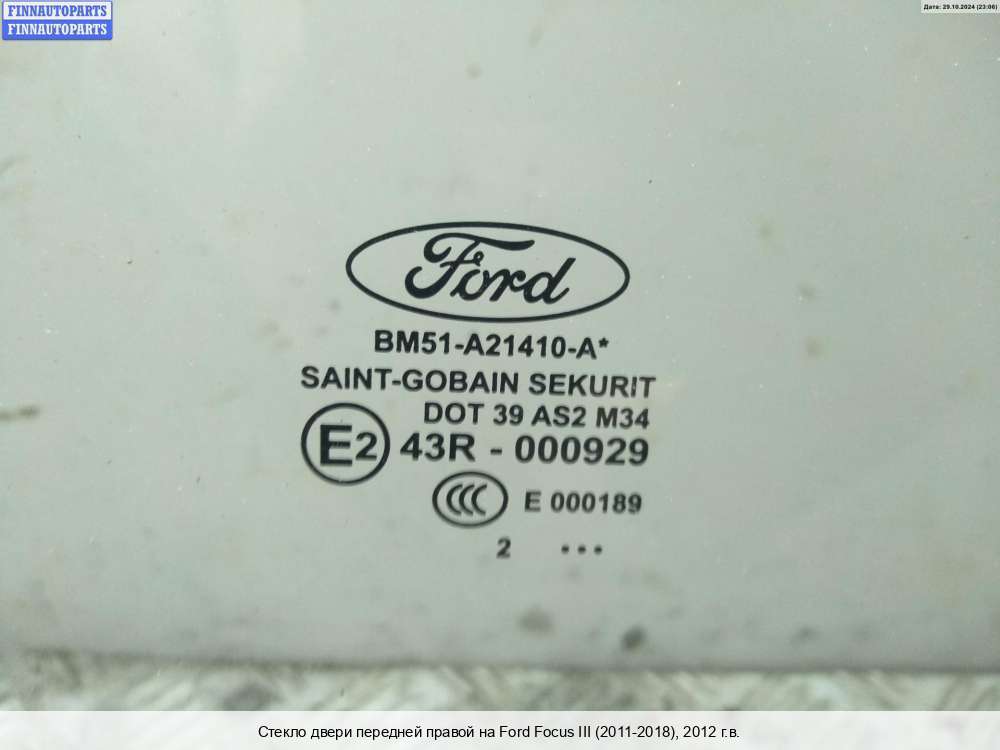 FINNAUTOPARTS
FINNAUTOPARTS
Дата: 29.10.2024 (23:06)
Ford
BM51-A21410-A*
SAINT-GOBAIN SEKURIT
DOT 39 AS2 M34
E2 43R - 000929
CCC E 000189
2 ...
Стекло двери передней правой на Ford Focus III (2011-2018), 2012 г.в.